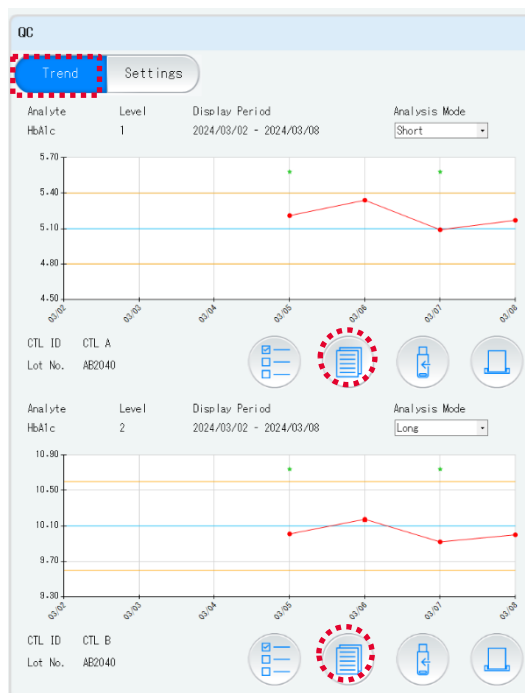 QC
Trend Settings
Analyte Level Display Period Analysis Mode
HbA1c 1 2024/03/02 - 2024/03/08 Short
5.70
5.40
5.10
4.80
4.50
03/02 03/03 03/04 03/05 03/06 03/07 03/08
CTL ID CTL A
Lot No. AB2040
Analyte Level Display Period Analysis Mode
HbA1c 2 2024/03/02 - 2024/03/08 Long
10.90
10.50
10.10
9.70
9.30
03/02 03/03 03/04 03/05 03/06 03/07 03/08
CTL ID CTL B
Lot No. AB2040